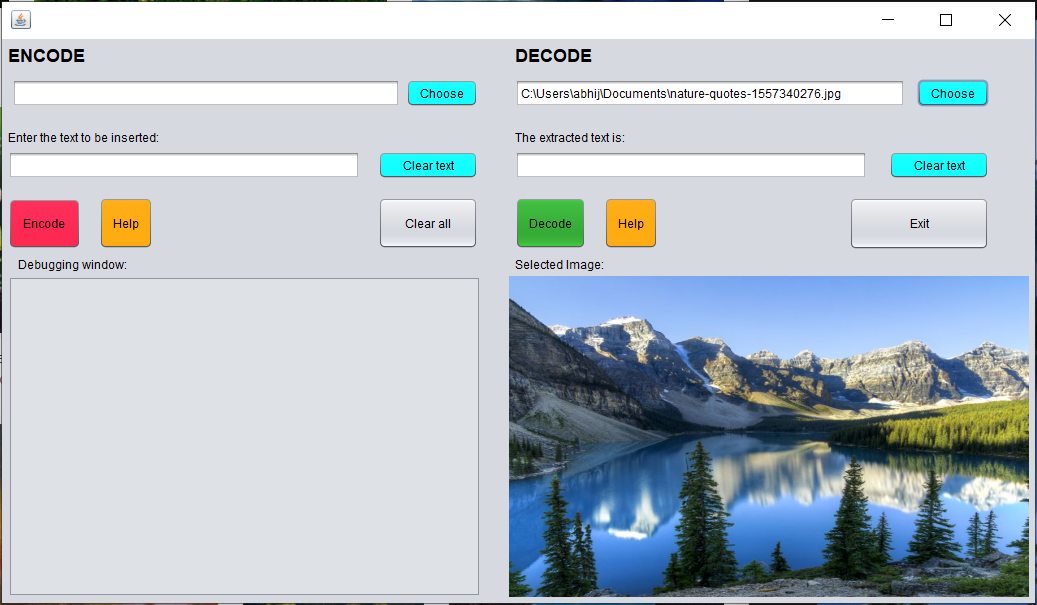 ENCODE
Choose
Enter the text to be inserted:
Clear text
Encode
Help
Clear all
Debugging window:
DECODE
C:\Users\abhij\Documents\nature-quotes-1557340276.jpg
Choose
The extracted text is:
Clear text
Decode
Help
Exit
Selected Image: